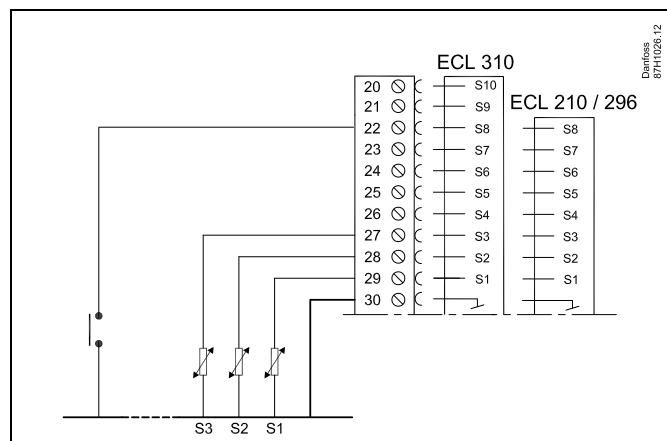 Danfoss
87H1026.12
ECL 310
ECL 210 / 296
20 S10
21 S9
22 S8 S8
23 S7 S7
24 S6 S6
25 S5 S5
26 S4 S4
27 S3 S3
28 S2 S2
29 S1 S1
30
S3 S2 S1